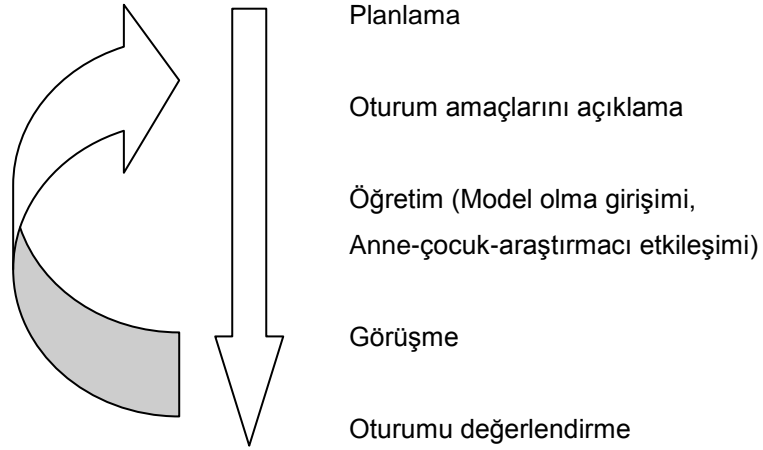 Planlama
Oturum amaçlarını açıklama
Öğretim (Model olma girişimi,
Anne-çocuk-araştırmacı etkileşimi)
Görüşme
Oturumu değerlendirme